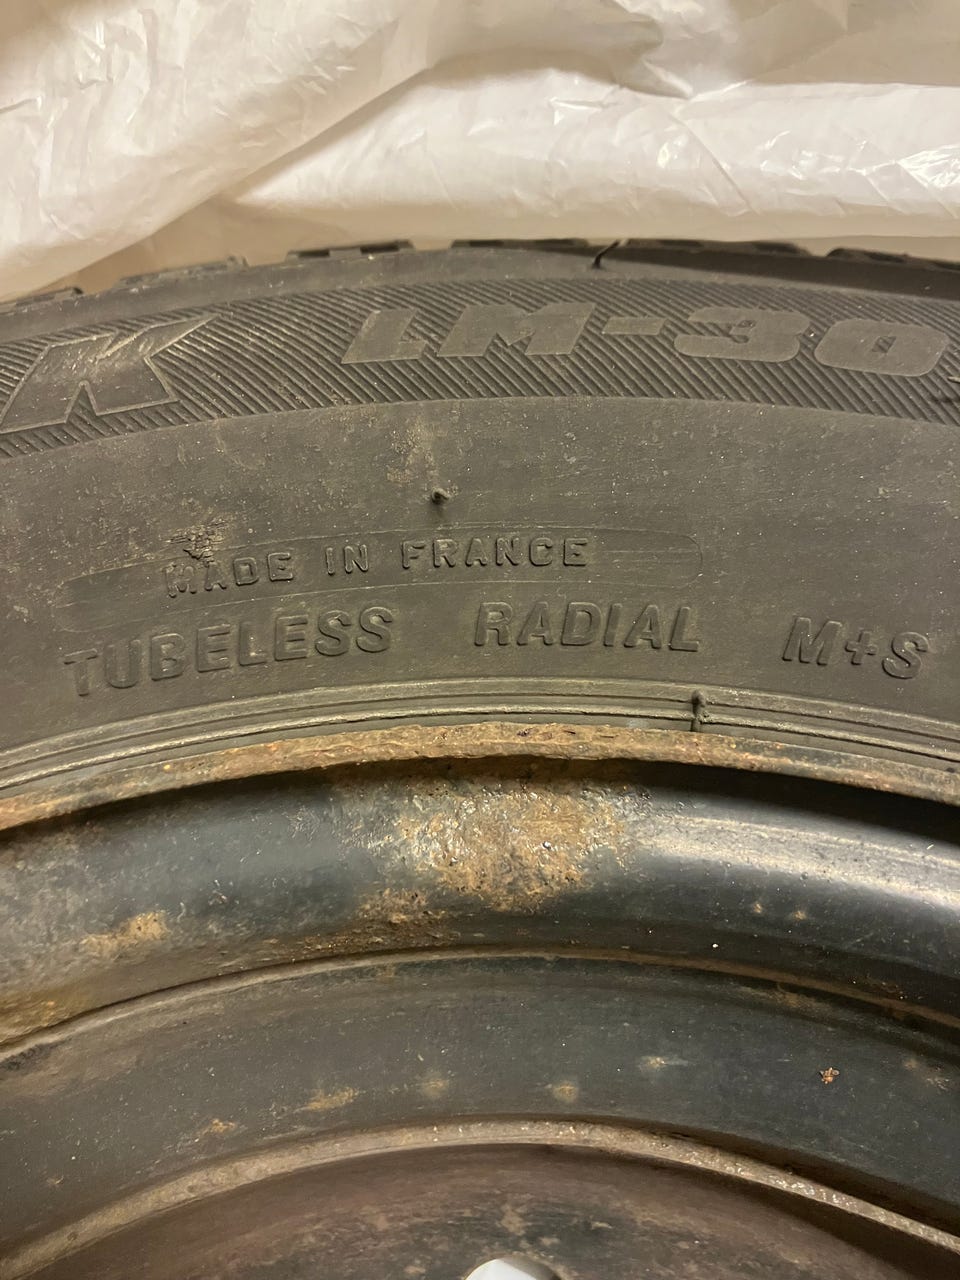 K LM-30
MADE IN FRANCE
TUBELESS RADIAL M+S